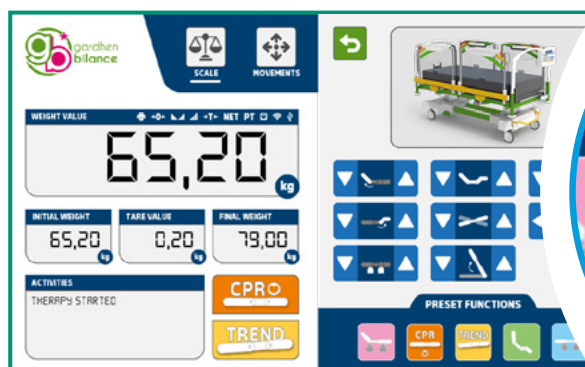 gardhen
bilance
SCALE
MOVEMENTS
WEIGHT VALUE
→0← →T← NET PT
65,20
kg
INITIAL WEIGHT
65,20
kg
TARE VALUE
0,20
kg
FINAL WEIGHT
79,00
kg
ACTIVITIES
THERAPY STARTED
CPR
TREND
PRESET FUNCTIONS
CPR
TREND